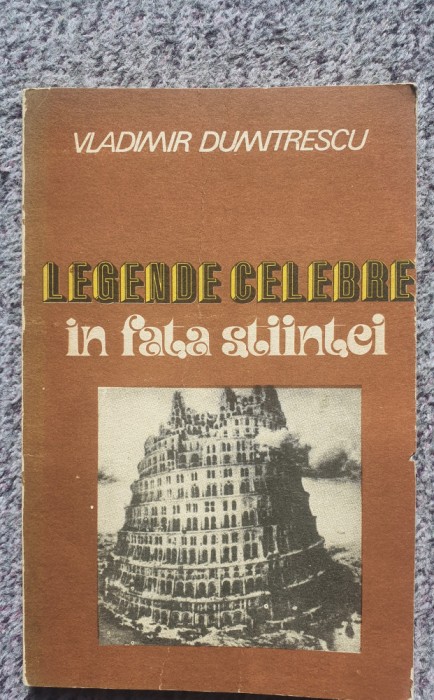 VLADIMIR DUMITRESCU
LEGENDE CELEBRE
in fata stiintei